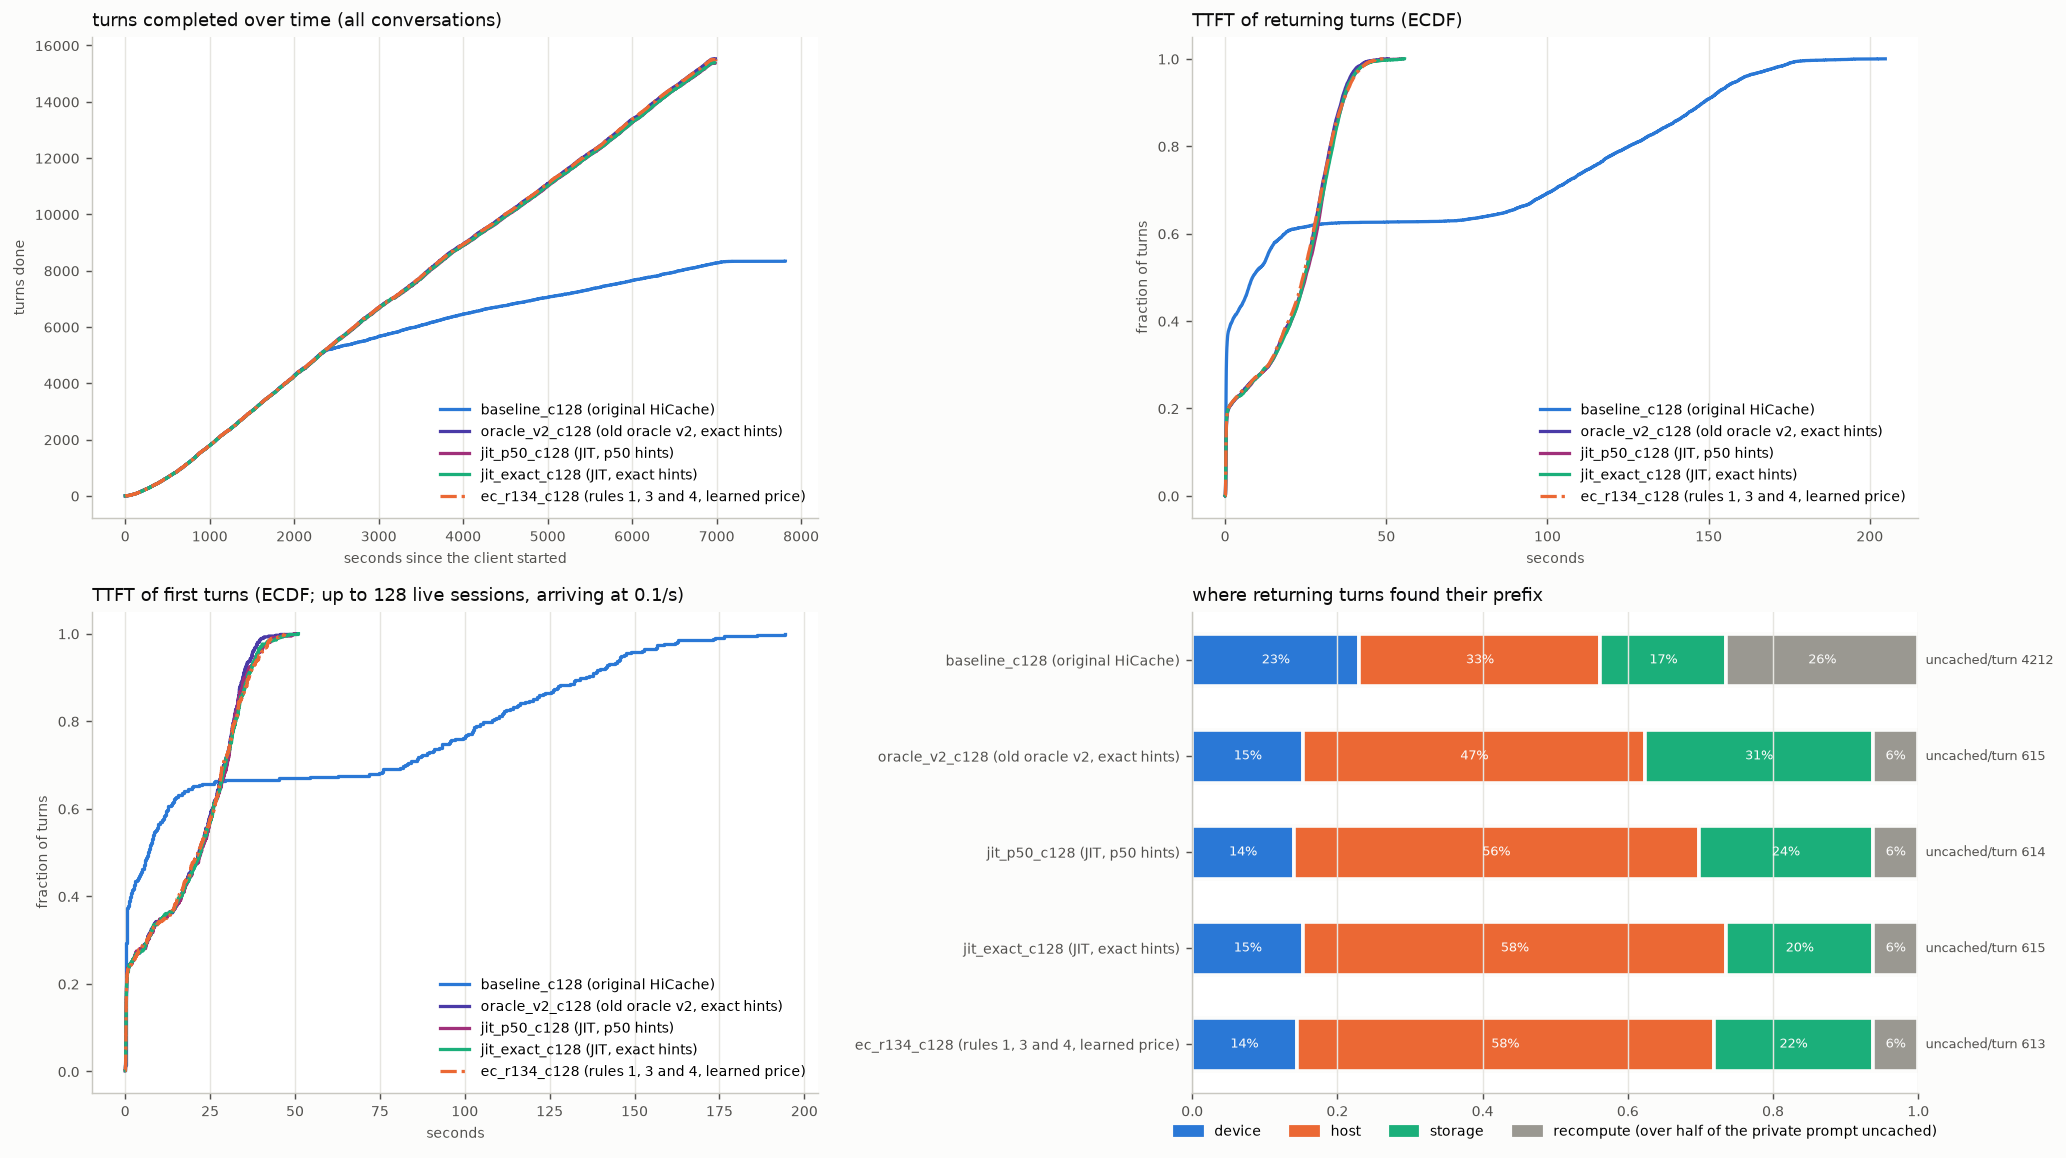 turns completed over time (all conversations)
16000
14000
12000
10000
8000
6000
4000
2000
0
turns done
0 1000 2000 3000 4000 5000 6000 7000 8000
seconds since the client started
baseline_c128 (original HiCache)
oracle_v2_c128 (old oracle v2, exact hints)
jit_p50_c128 (JIT, p50 hints)
jit_exact_c128 (JIT, exact hints)
ec_r134_c128 (rules 1, 3 and 4, learned price)
TTFT of returning turns (ECDF)
1.0
0.8
0.6
0.4
0.2
0.0
fraction of turns
0 50 100 150 200
seconds
baseline_c128 (original HiCache)
oracle_v2_c128 (old oracle v2, exact hints)
jit_p50_c128 (JIT, p50 hints)
jit_exact_c128 (JIT, exact hints)
ec_r134_c128 (rules 1, 3 and 4, learned price)
TTFT of first turns (ECDF; up to 128 live sessions, arriving at 0.1/s)
1.0
0.8
0.6
0.4
0.2
0.0
fraction of turns
0 25 50 75 100 125 150 175 200
seconds
baseline_c128 (original HiCache)
oracle_v2_c128 (old oracle v2, exact hints)
jit_p50_c128 (JIT, p50 hints)
jit_exact_c128 (JIT, exact hints)
ec_r134_c128 (rules 1, 3 and 4, learned price)
where returning turns found their prefix
baseline_c128 (original HiCache) 23% 33% 17% 26% uncached/turn 4212
oracle_v2_c128 (old oracle v2, exact hints) 15% 47% 31% 6% uncached/turn 615
jit_p50_c128 (JIT, p50 hints) 14% 56% 24% 6% uncached/turn 614
jit_exact_c128 (JIT, exact hints) 15% 58% 20% 6% uncached/turn 615
ec_r134_c128 (rules 1, 3 and 4, learned price) 14% 58% 22% 6% uncached/turn 613
0.0 0.2 0.4 0.6 0.8 1.0
device host storage recompute (over half of the private prompt uncached)